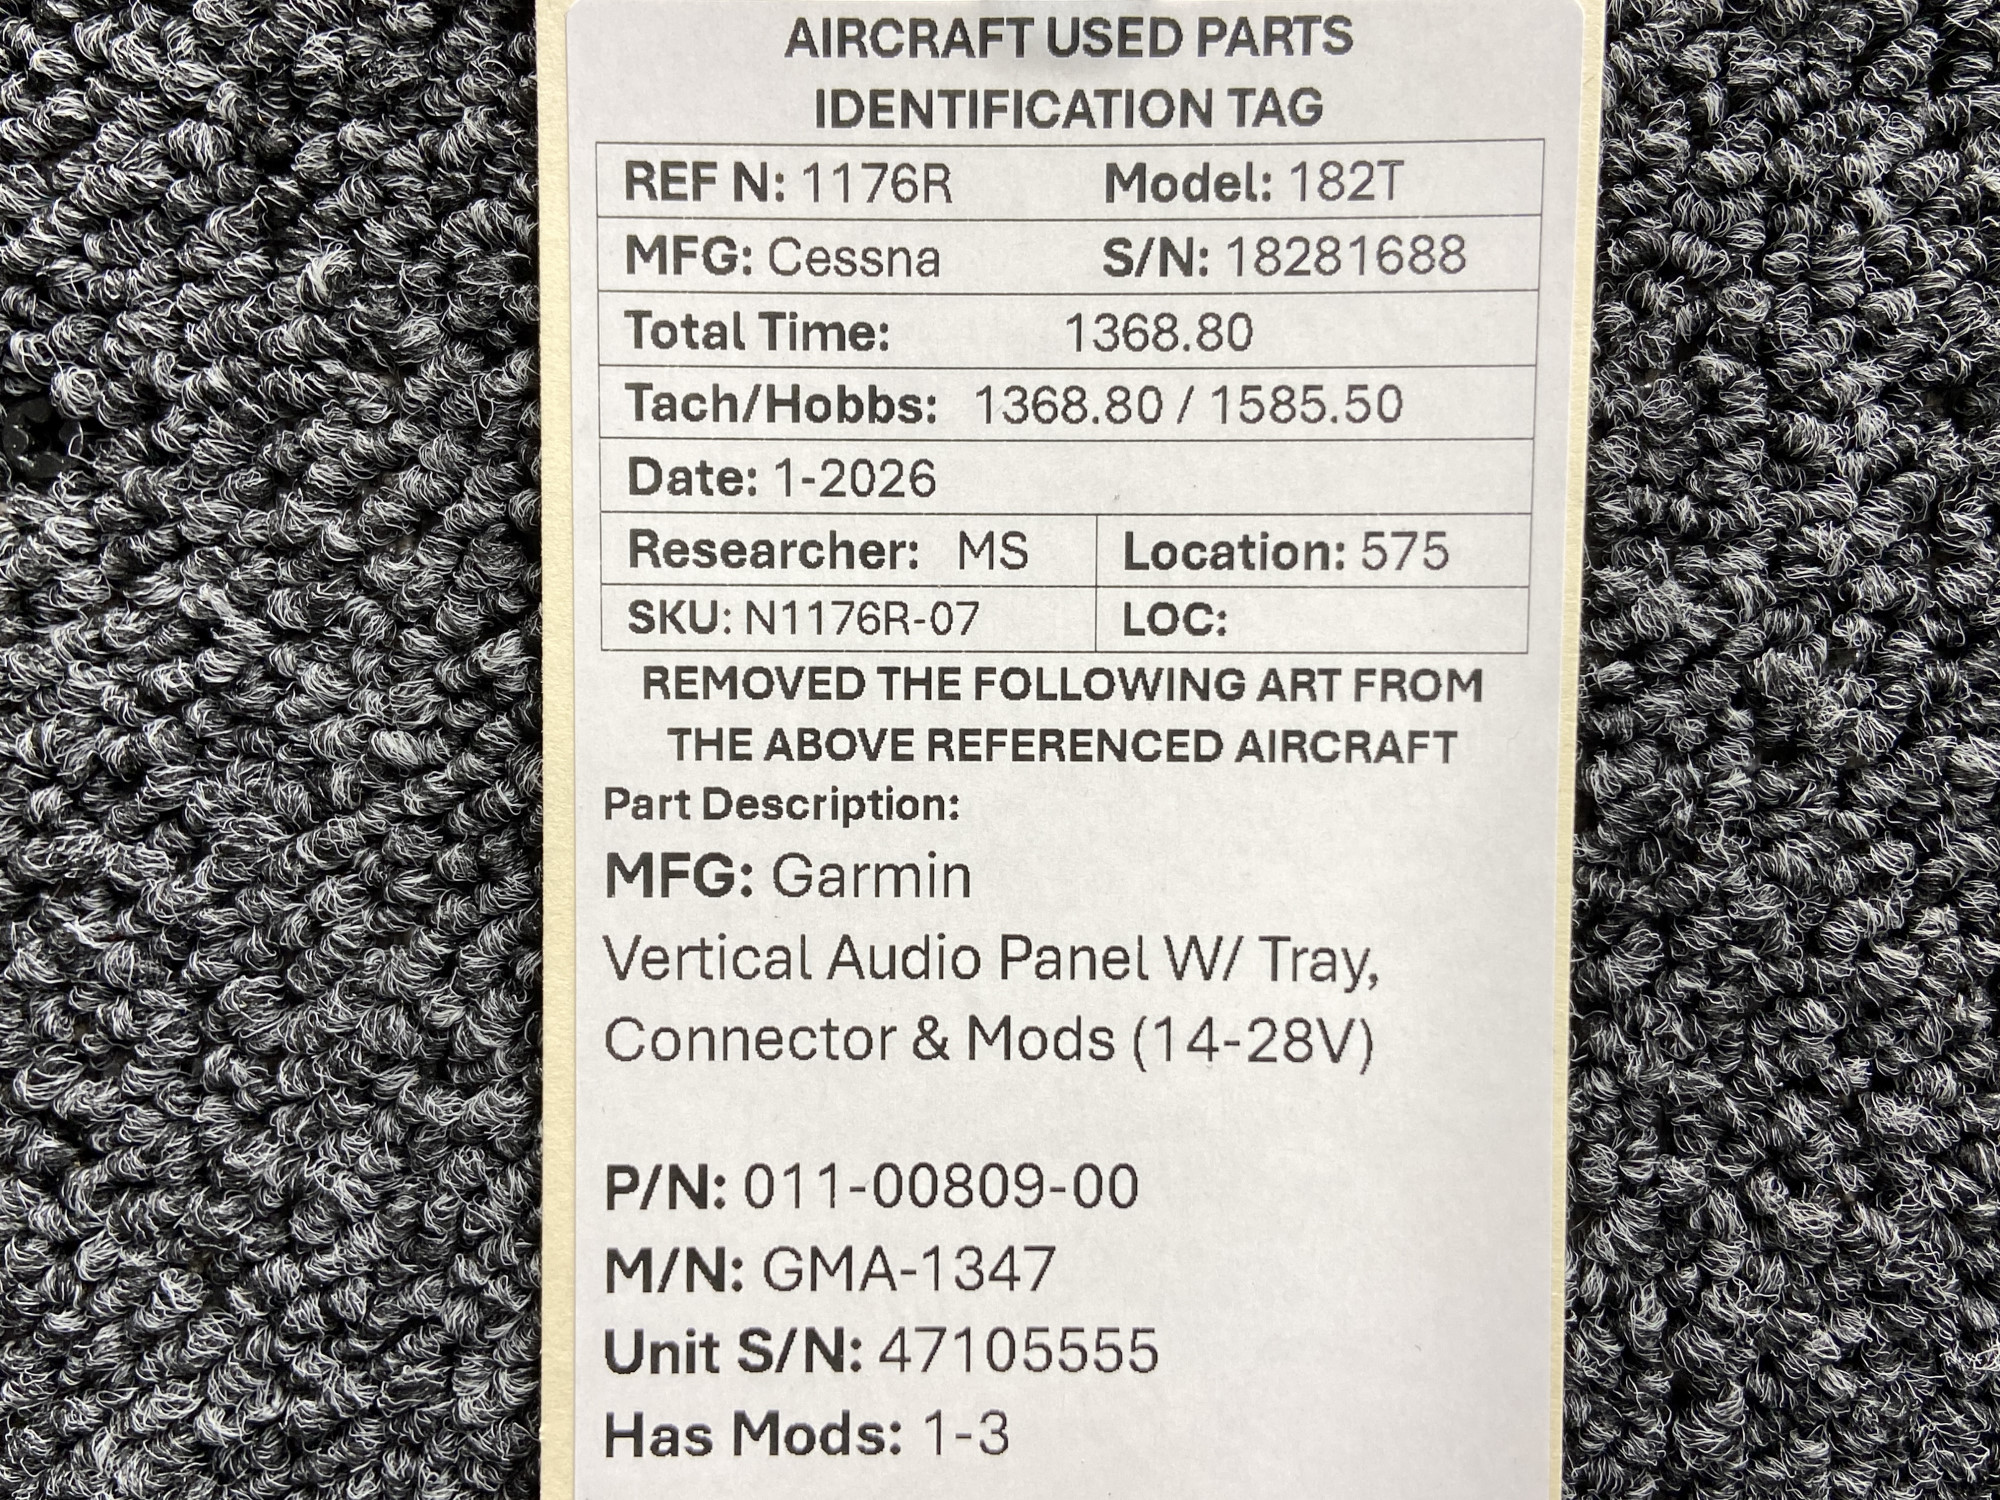 AIRCRAFT USED PARTS
IDENTIFICATION TAG
REF N: 1176R Model: 182T
MFG: Cessna S/N: 18281688
Total Time: 1368.80
Tach/Hobbs: 1368.80 / 1585.50
Date: 1-2026
Researcher: MS Location: 575
SKU: N1176R-07 LOC:
REMOVED THE FOLLOWING ART FROM
THE ABOVE REFERENCED AIRCRAFT
Part Description:
MFG: Garmin
Vertical Audio Panel W/ Tray,
Connector & Mods (14-28V)
P/N: 011-00809-00
M/N: GMA-1347
Unit S/N: 47105555
Has Mods: 1-3